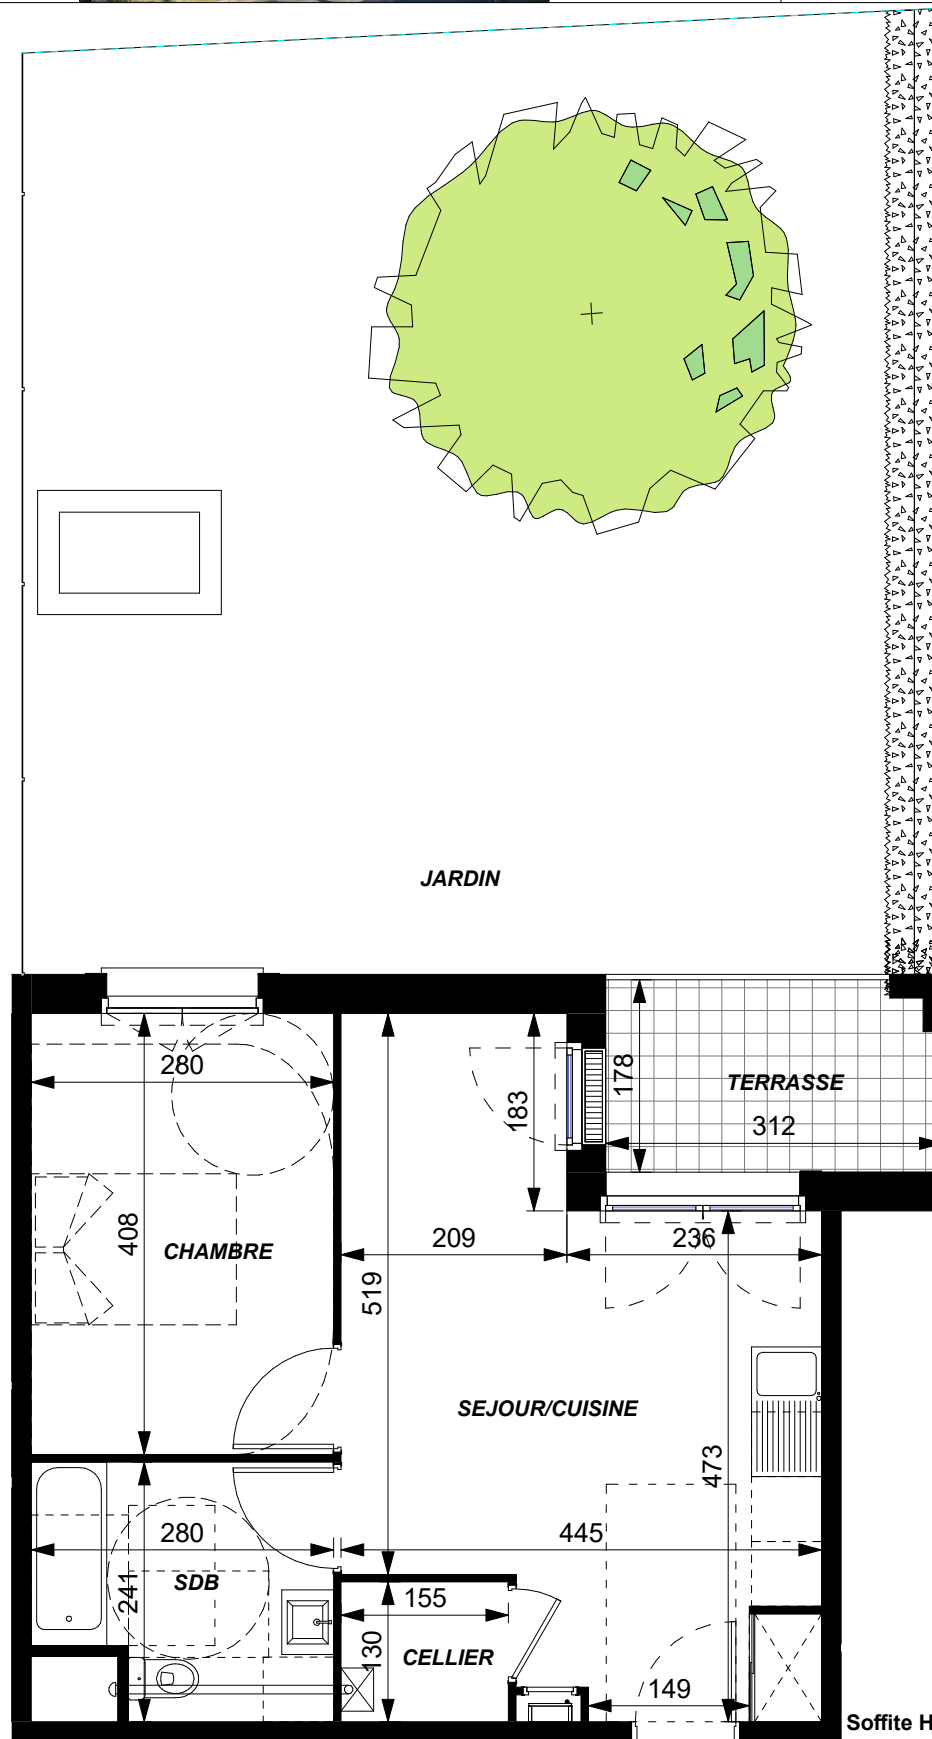 JARDIN
280
178
TERRASSE
183
312
408
CHAMBRE
209
236
519
SEJOUR/CUISINE
473
280
445
241
SDB
155
130
CELLIER
149
Soffite H